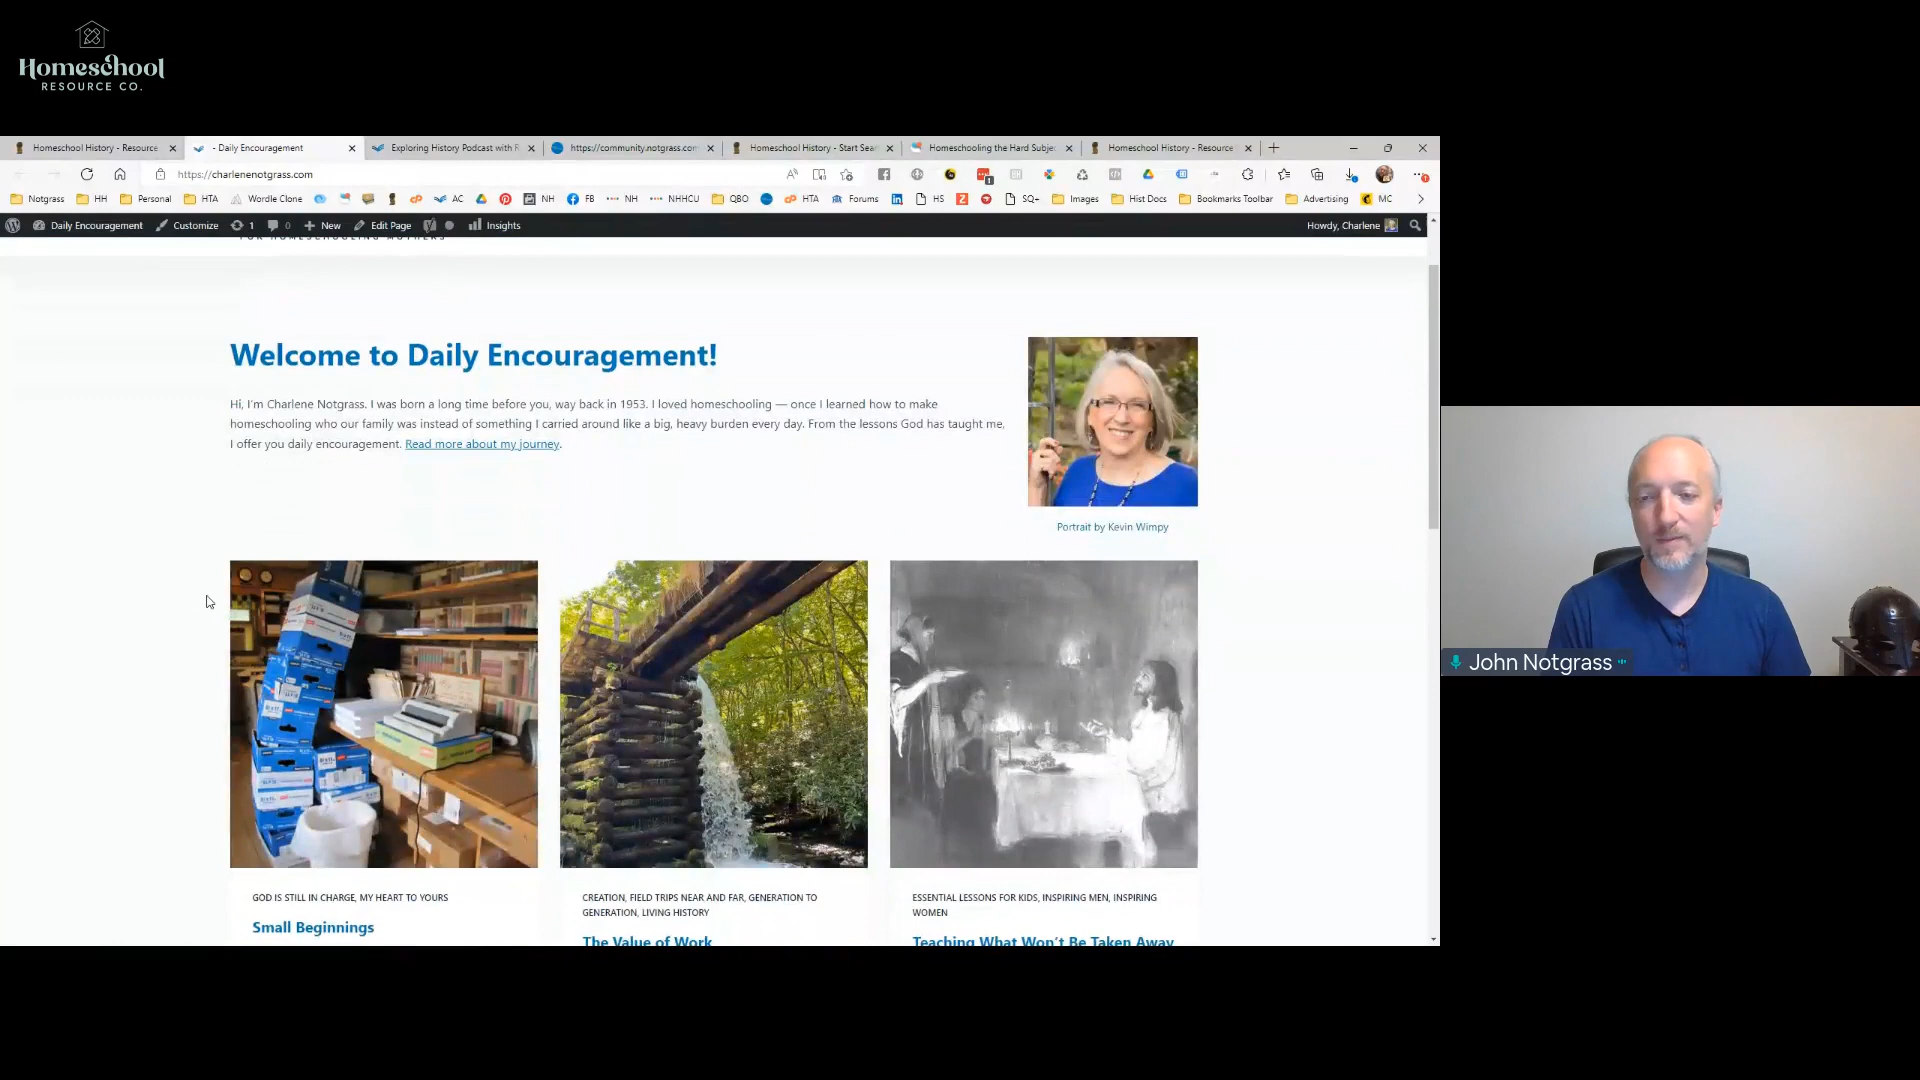 Homeschool
RESOURCE CO.
Homeschool History - Resource
- Daily Encouragement
Exploring History Podcast with R
https://community.notgrass.com
Homeschool History - Start Sear
Homeschooling the Hard Subje
Homeschool History - Resource
https://charlenenotgrass.com
Notgrass
HH
Personal
HTA
Wordle Clone
AC
NH
FB
NH
NHHCU
QBO
HTA
Forums
HS
SQ+
Images
Hist Docs
Bookmarks Toolbar
Advertising
MC
Daily Encouragement
Customize
1
0
New
Edit Page
Insights
Howdy, Charlene
FOR HOMESCHOOLING MOTHERS
Welcome to Daily Encouragement!
Hi, I'm Charlene Notgrass. I was born a long time before you, way back in 1953. I loved homeschooling — once I learned how to make
homeschooling who our family was instead of something I carried around like a big, heavy burden every day. From the lessons God has taught me,
I offer you daily encouragement. Read more about my journey.
Portrait by Kevin Wimpy
GOD IS STILL IN CHARGE, MY HEART TO YOURS
Small Beginnings
CREATION, FIELD TRIPS NEAR AND FAR, GENERATION TO
GENERATION, LIVING HISTORY
The Value of Work
ESSENTIAL LESSONS FOR KIDS, INSPIRING MEN, INSPIRING
WOMEN
Teaching What Won't Be Taken Away
John Notgrass